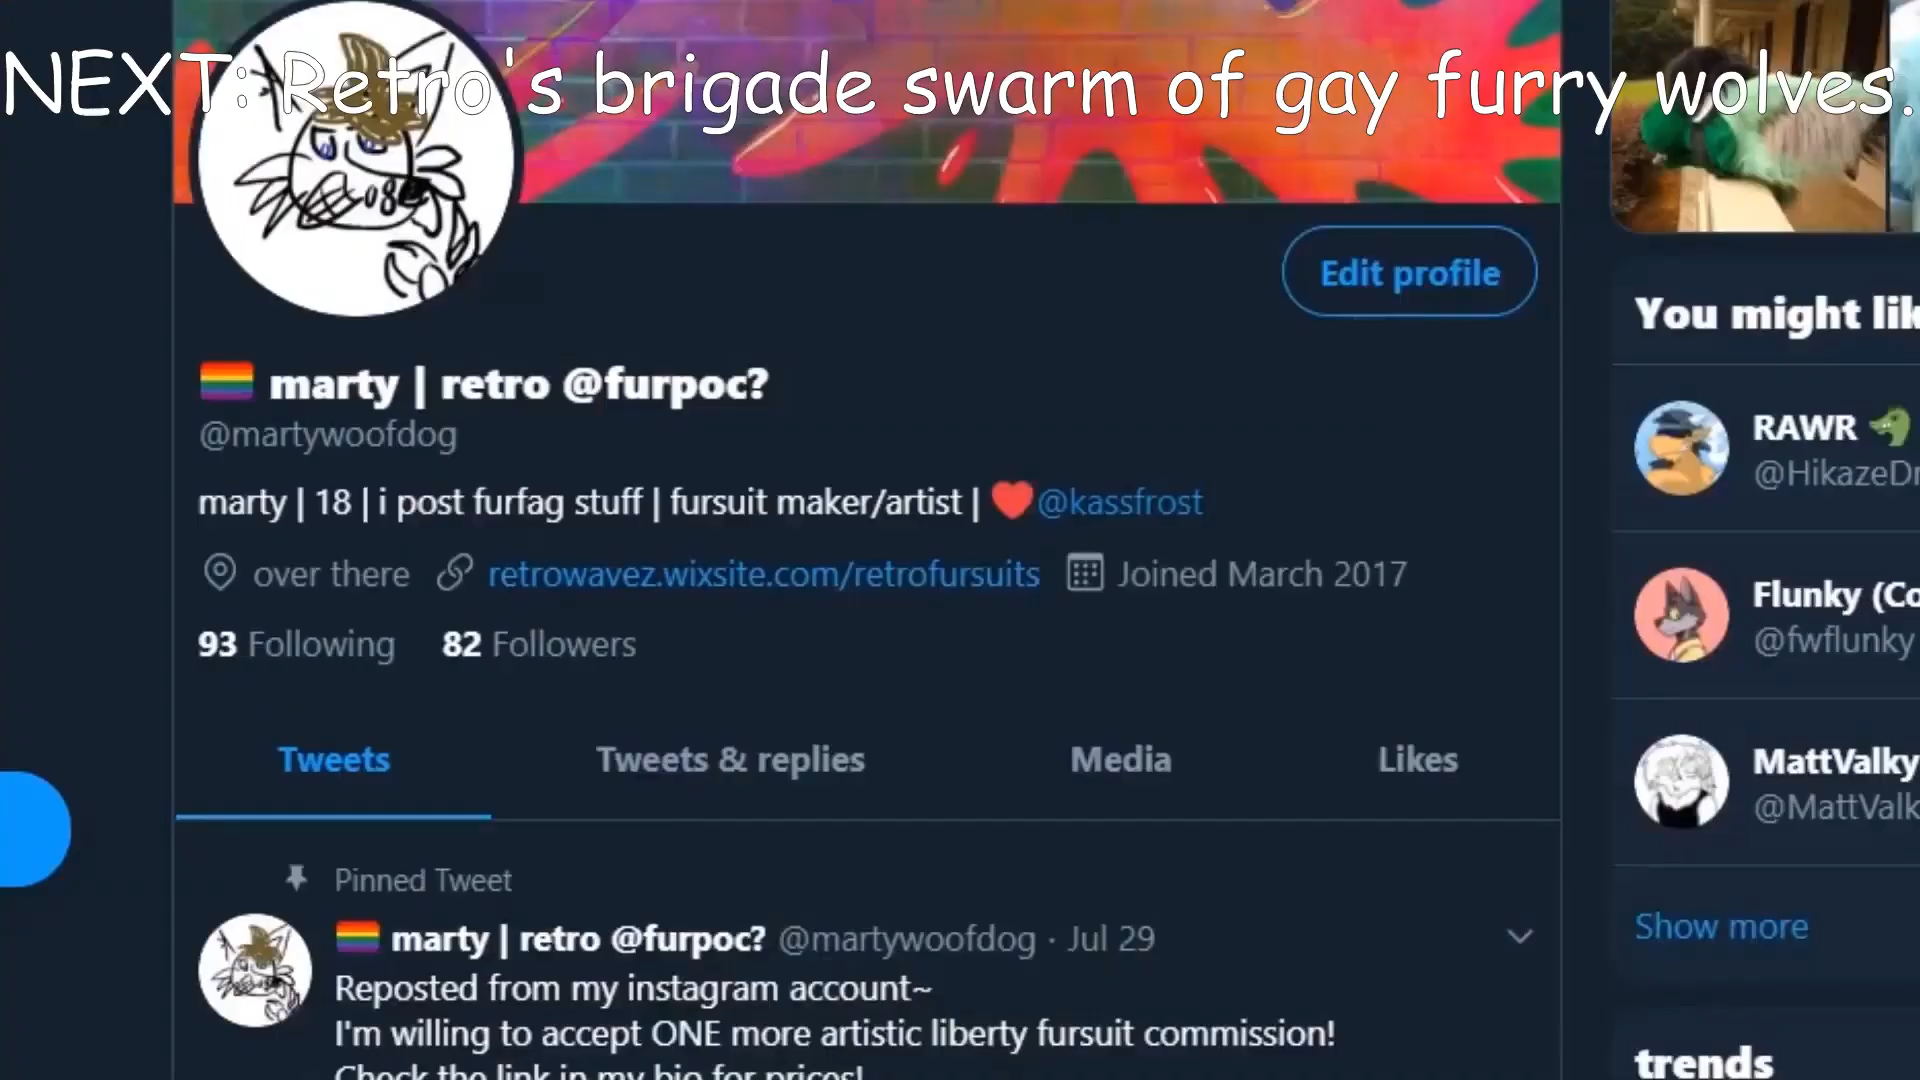 NEXT: Retro's brigade swarm of gay furry wolves.
Edit profile
🏳️‍🌈 marty | retro @furpoc?
@martywoofdog
marty | 18 | i post furfag stuff | fursuit maker/artist | ❤️@kassfrost
over there retrowavez.wixsite.com/retrofursuits Joined March 2017
93 Following 82 Followers
Tweets Tweets & replies Media Likes
Pinned Tweet
🏳️‍🌈 marty | retro @furpoc? @martywoofdog · Jul 29
Reposted from my instagram account~
I'm willing to accept ONE more artistic liberty fursuit commission!
Check the link in my bio for prices!
You might lik
RAWR
@HikazeDr
Flunky (Co
@fwflunky
MattValky
@MattValk
Show more
trends